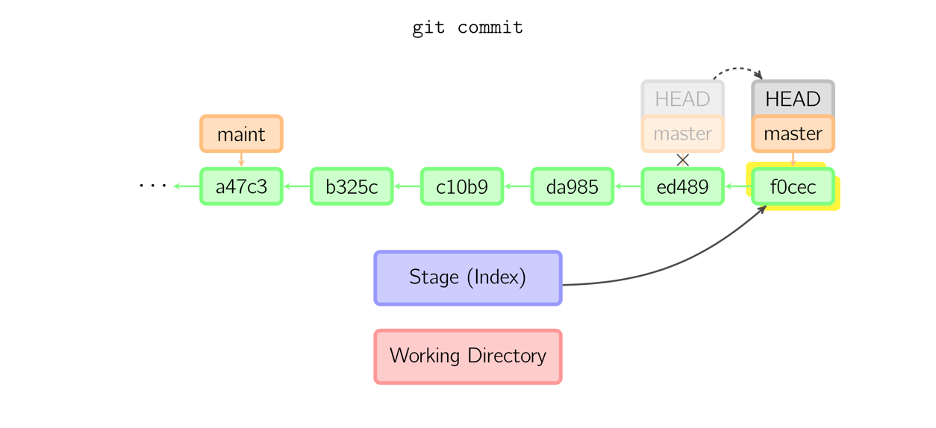 git commit
HEAD HEAD
maint master master
... a47c3 b325c c10b9 da985 ed489 f0cec
Stage (Index)
Working Directory